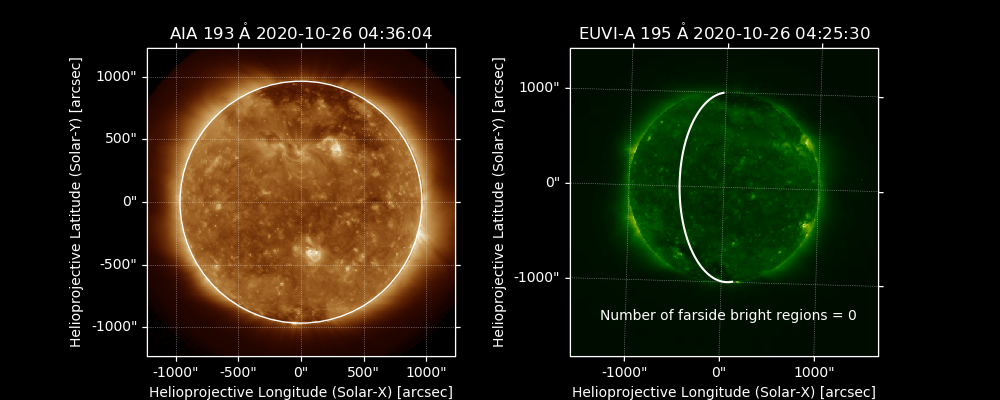 AIA 193 Å 2020-10-26 04:36:04
1000"
500"
0"
-500"
-1000"
-1000"
-500"
0"
500"
1000"
Helioprojective Longitude (Solar-X) [arcsec]
Helioprojective Latitude (Solar-Y) [arcsec]
EUVI-A 195 Å 2020-10-26 04:25:30
1000"
0"
-1000"
Number of farside bright regions = 0
-1000"
0"
1000"
Helioprojective Longitude (Solar-X) [arcsec]
Helioprojective Latitude (Solar-Y) [arcsec]